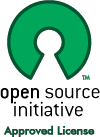 TM
open source
initiative
Approved License